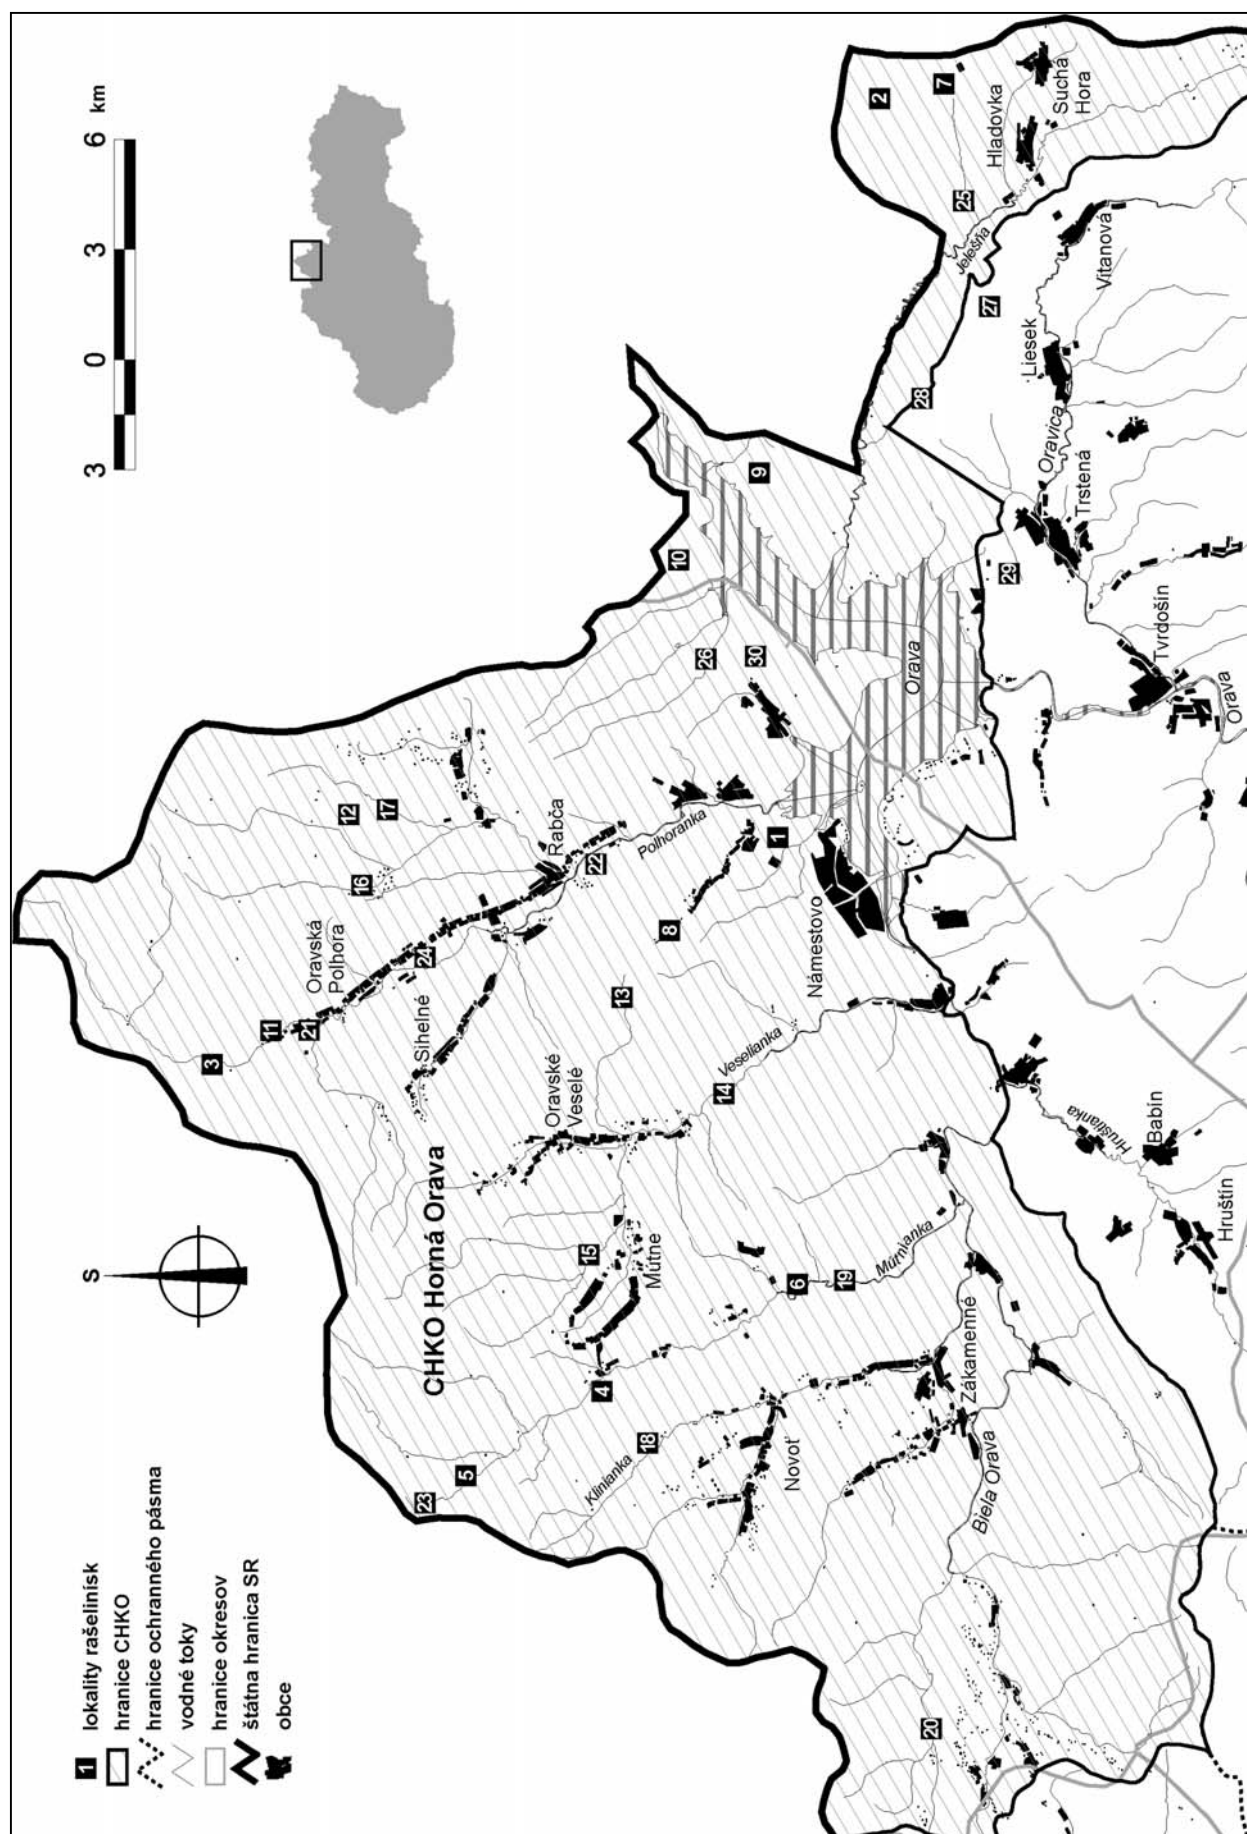 1 lokality rašelinísk
hranice CHKO
hranice ochranného pásma
vodné toky
hranice okresov
štátna hranica SR
obce
S
3 0 3 6 km
CHKO Horná Orava
Oravská
Polhora
Sihelné
Rabča
Oravské
Veselé
Mútne
Novoť
Zákamenné
Klinianka
Biela Orava
Mútnianka
Veselianka
Polhoranka
Námestovo
Orava
Hruštín
Babín
Hruštianka
Tvrdošín
Orava
Trstená
Oravica
Liesek
Vitanová
Jelešňa
Hladovka
Suchá
Hora
1
2
3
4
5
6
7
8
9
10
11
12
13
14
15
16
17
18
19
20
21
22
23
24
25
26
27
28
29
30